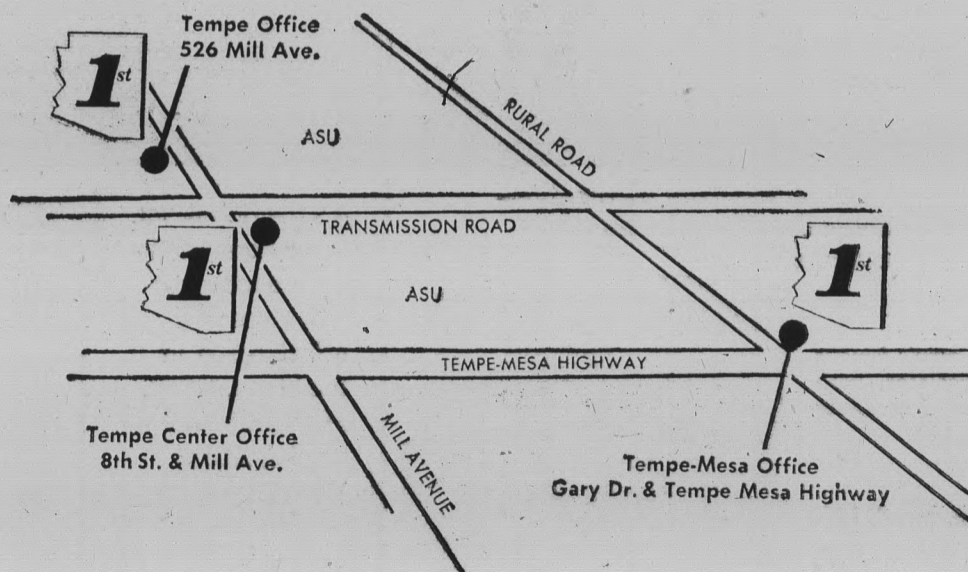 Tempe Office
526 Mill Ave.
1st
ASU
RURAL ROAD
TRANSMISSION ROAD
1st
ASU
1st
TEMPE-MESA HIGHWAY
Tempe Center Office
8th St. & Mill Ave.
MILL AVENUE
Tempe-Mesa Office
Gary Dr. & Tempe Mesa Highway